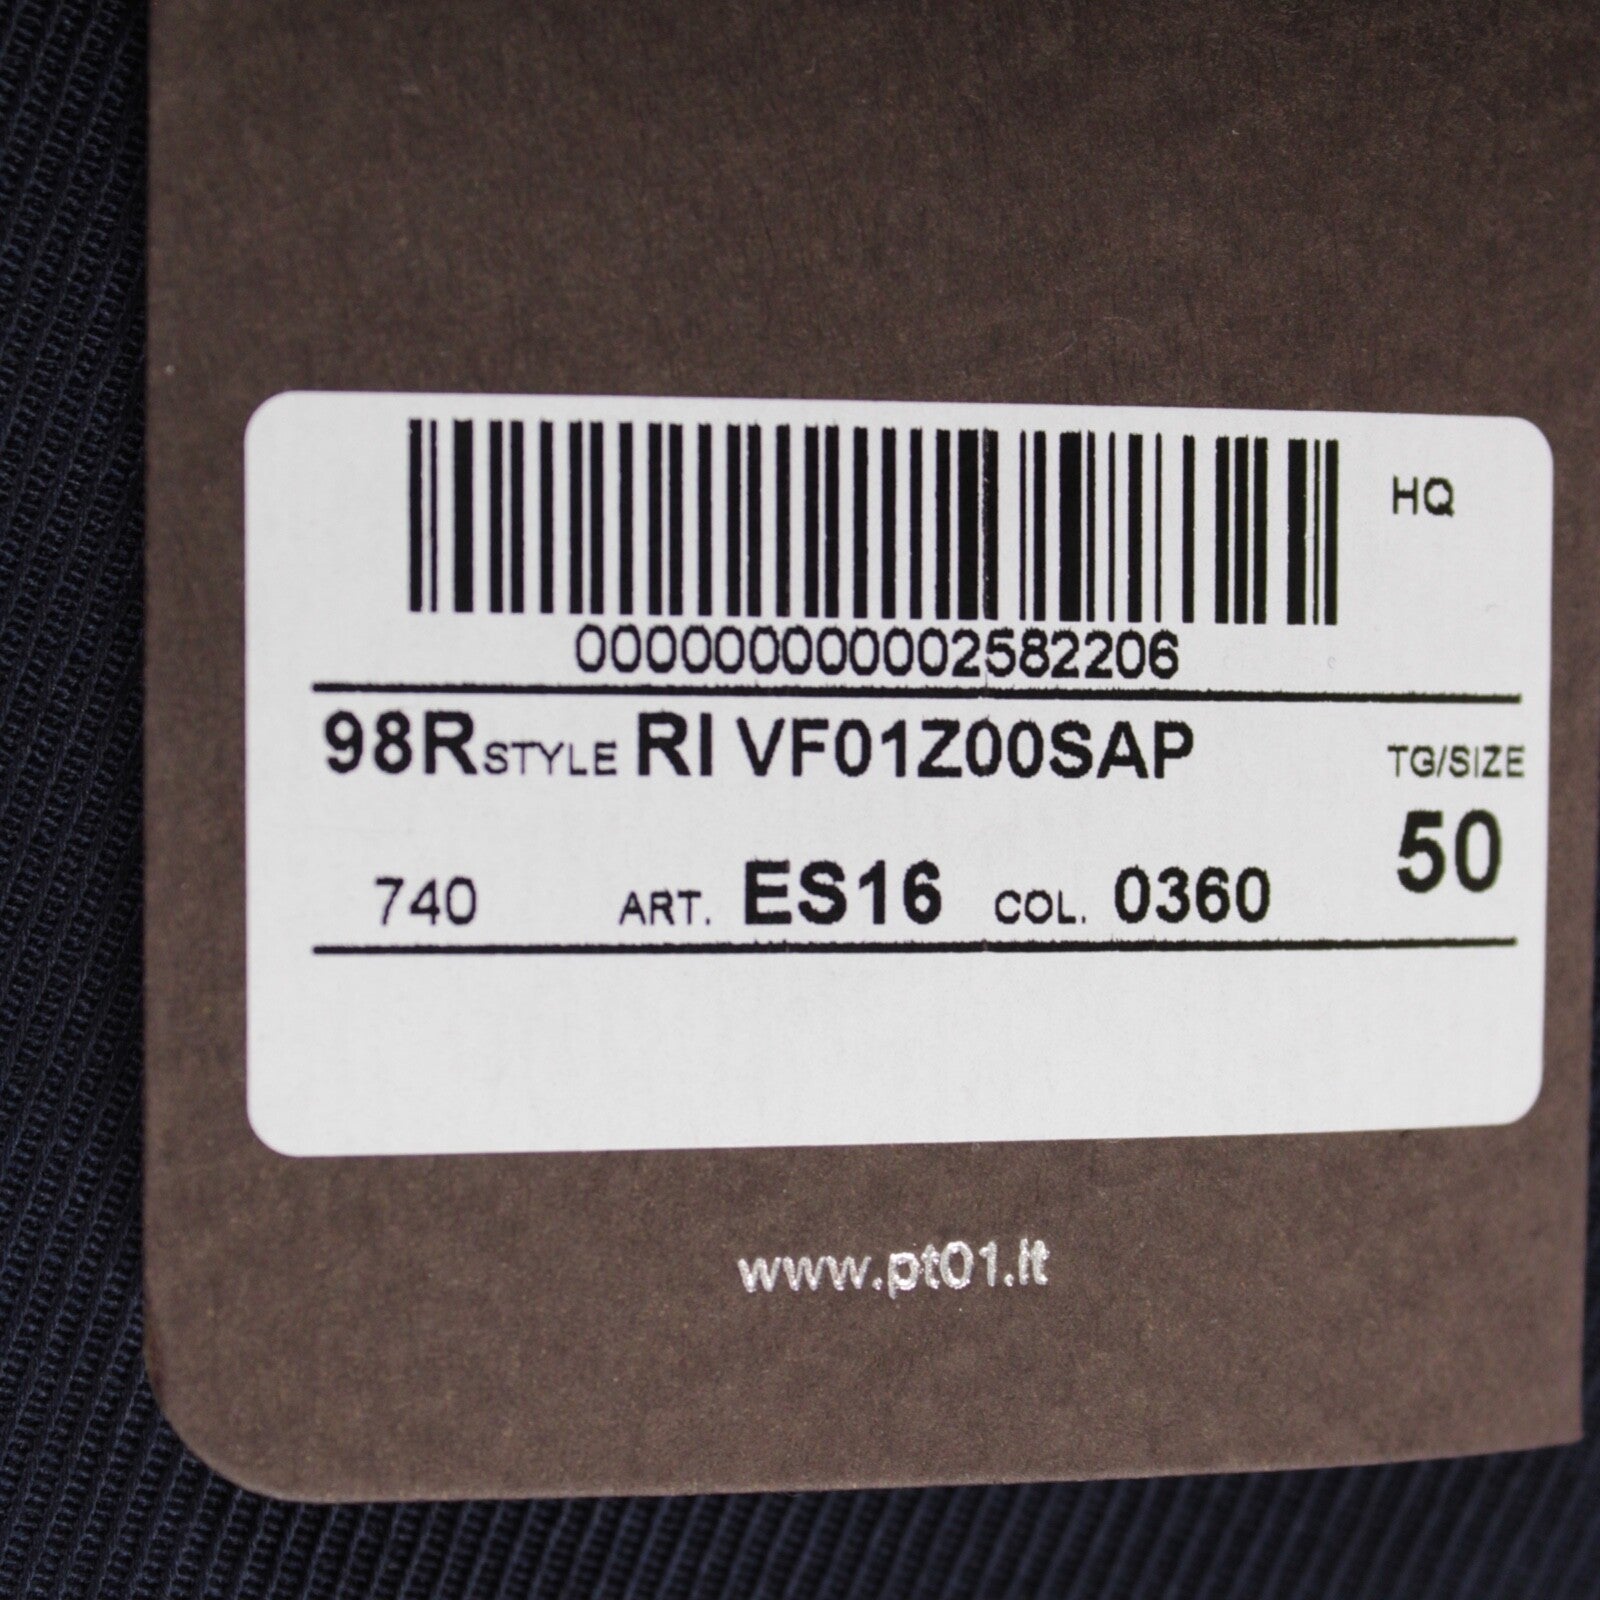 HQ
000000000002582206
98R STYLE RI VF01Z00SAP TG/SIZE
50
740 ART. ES16 COL. 0360
www.pt01.it